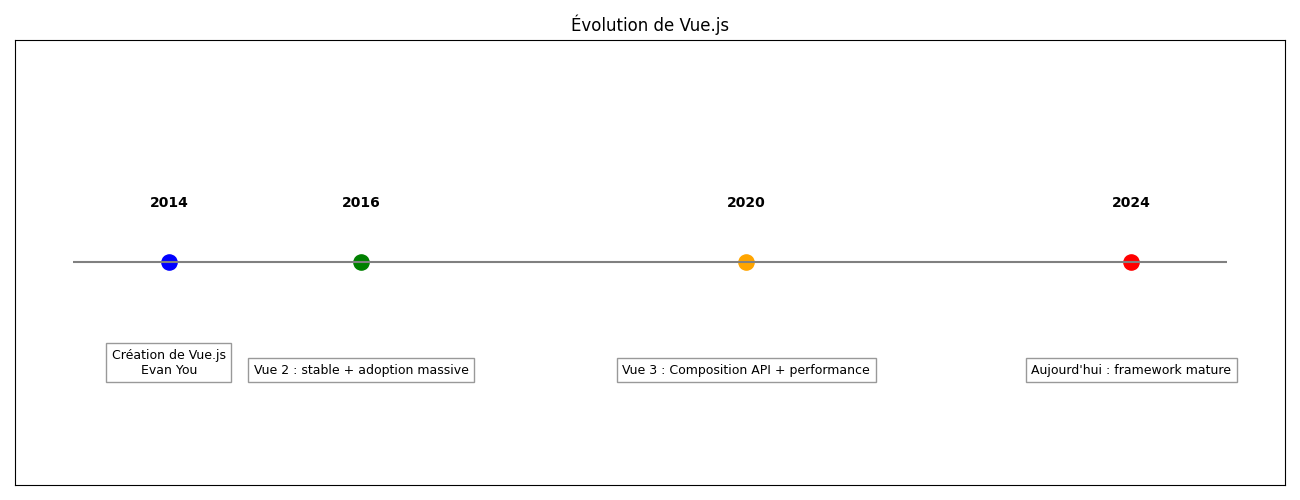 Évolution de Vue.js
2014
2016
2020
2024
Création de Vue.js
Evan You
Vue 2 : stable + adoption massive
Vue 3 : Composition API + performance
Aujourd'hui : framework mature